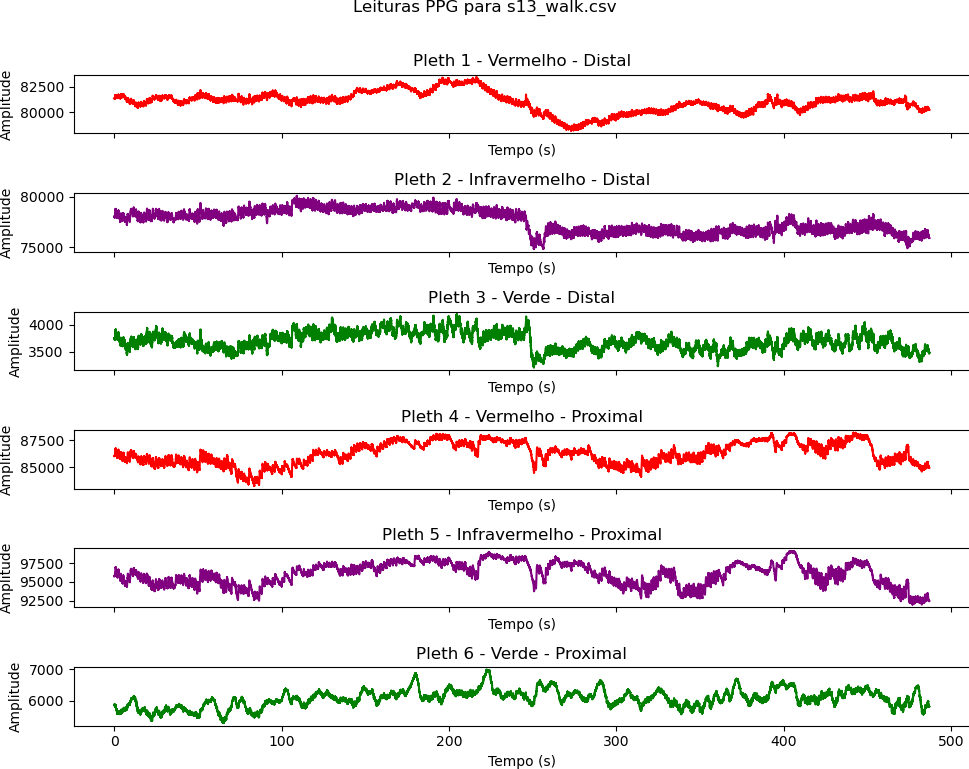 Leituras PPG para s13_walk.csv
Pleth 1 - Vermelho - Distal
82500
80000
Amplitude
Tempo (s)
Pleth 2 - Infravermelho - Distal
80000
75000
Amplitude
Tempo (s)
Pleth 3 - Verde - Distal
4000
3500
Amplitude
Tempo (s)
Pleth 4 - Vermelho - Proximal
87500
85000
Amplitude
Tempo (s)
Pleth 5 - Infravermelho - Proximal
97500
95000
92500
Amplitude
Tempo (s)
Pleth 6 - Verde - Proximal
7000
6000
Amplitude
0 100 200 300 400 500
Tempo (s)